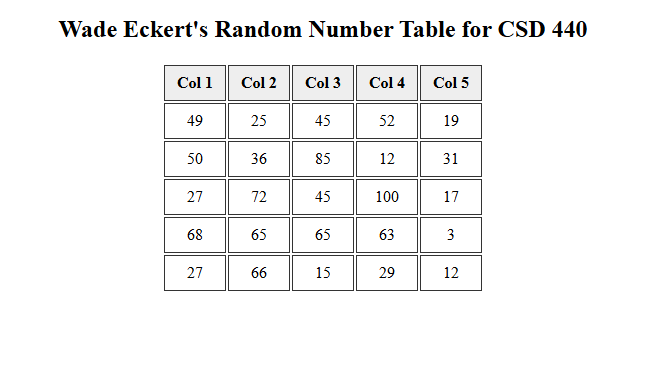 Wade Eckert's Random Number Table for CSD 440
Col 1 Col 2 Col 3 Col 4 Col 5
49 25 45 52 19
50 36 85 12 31
27 72 45 100 17
68 65 65 63 3
27 66 15 29 12